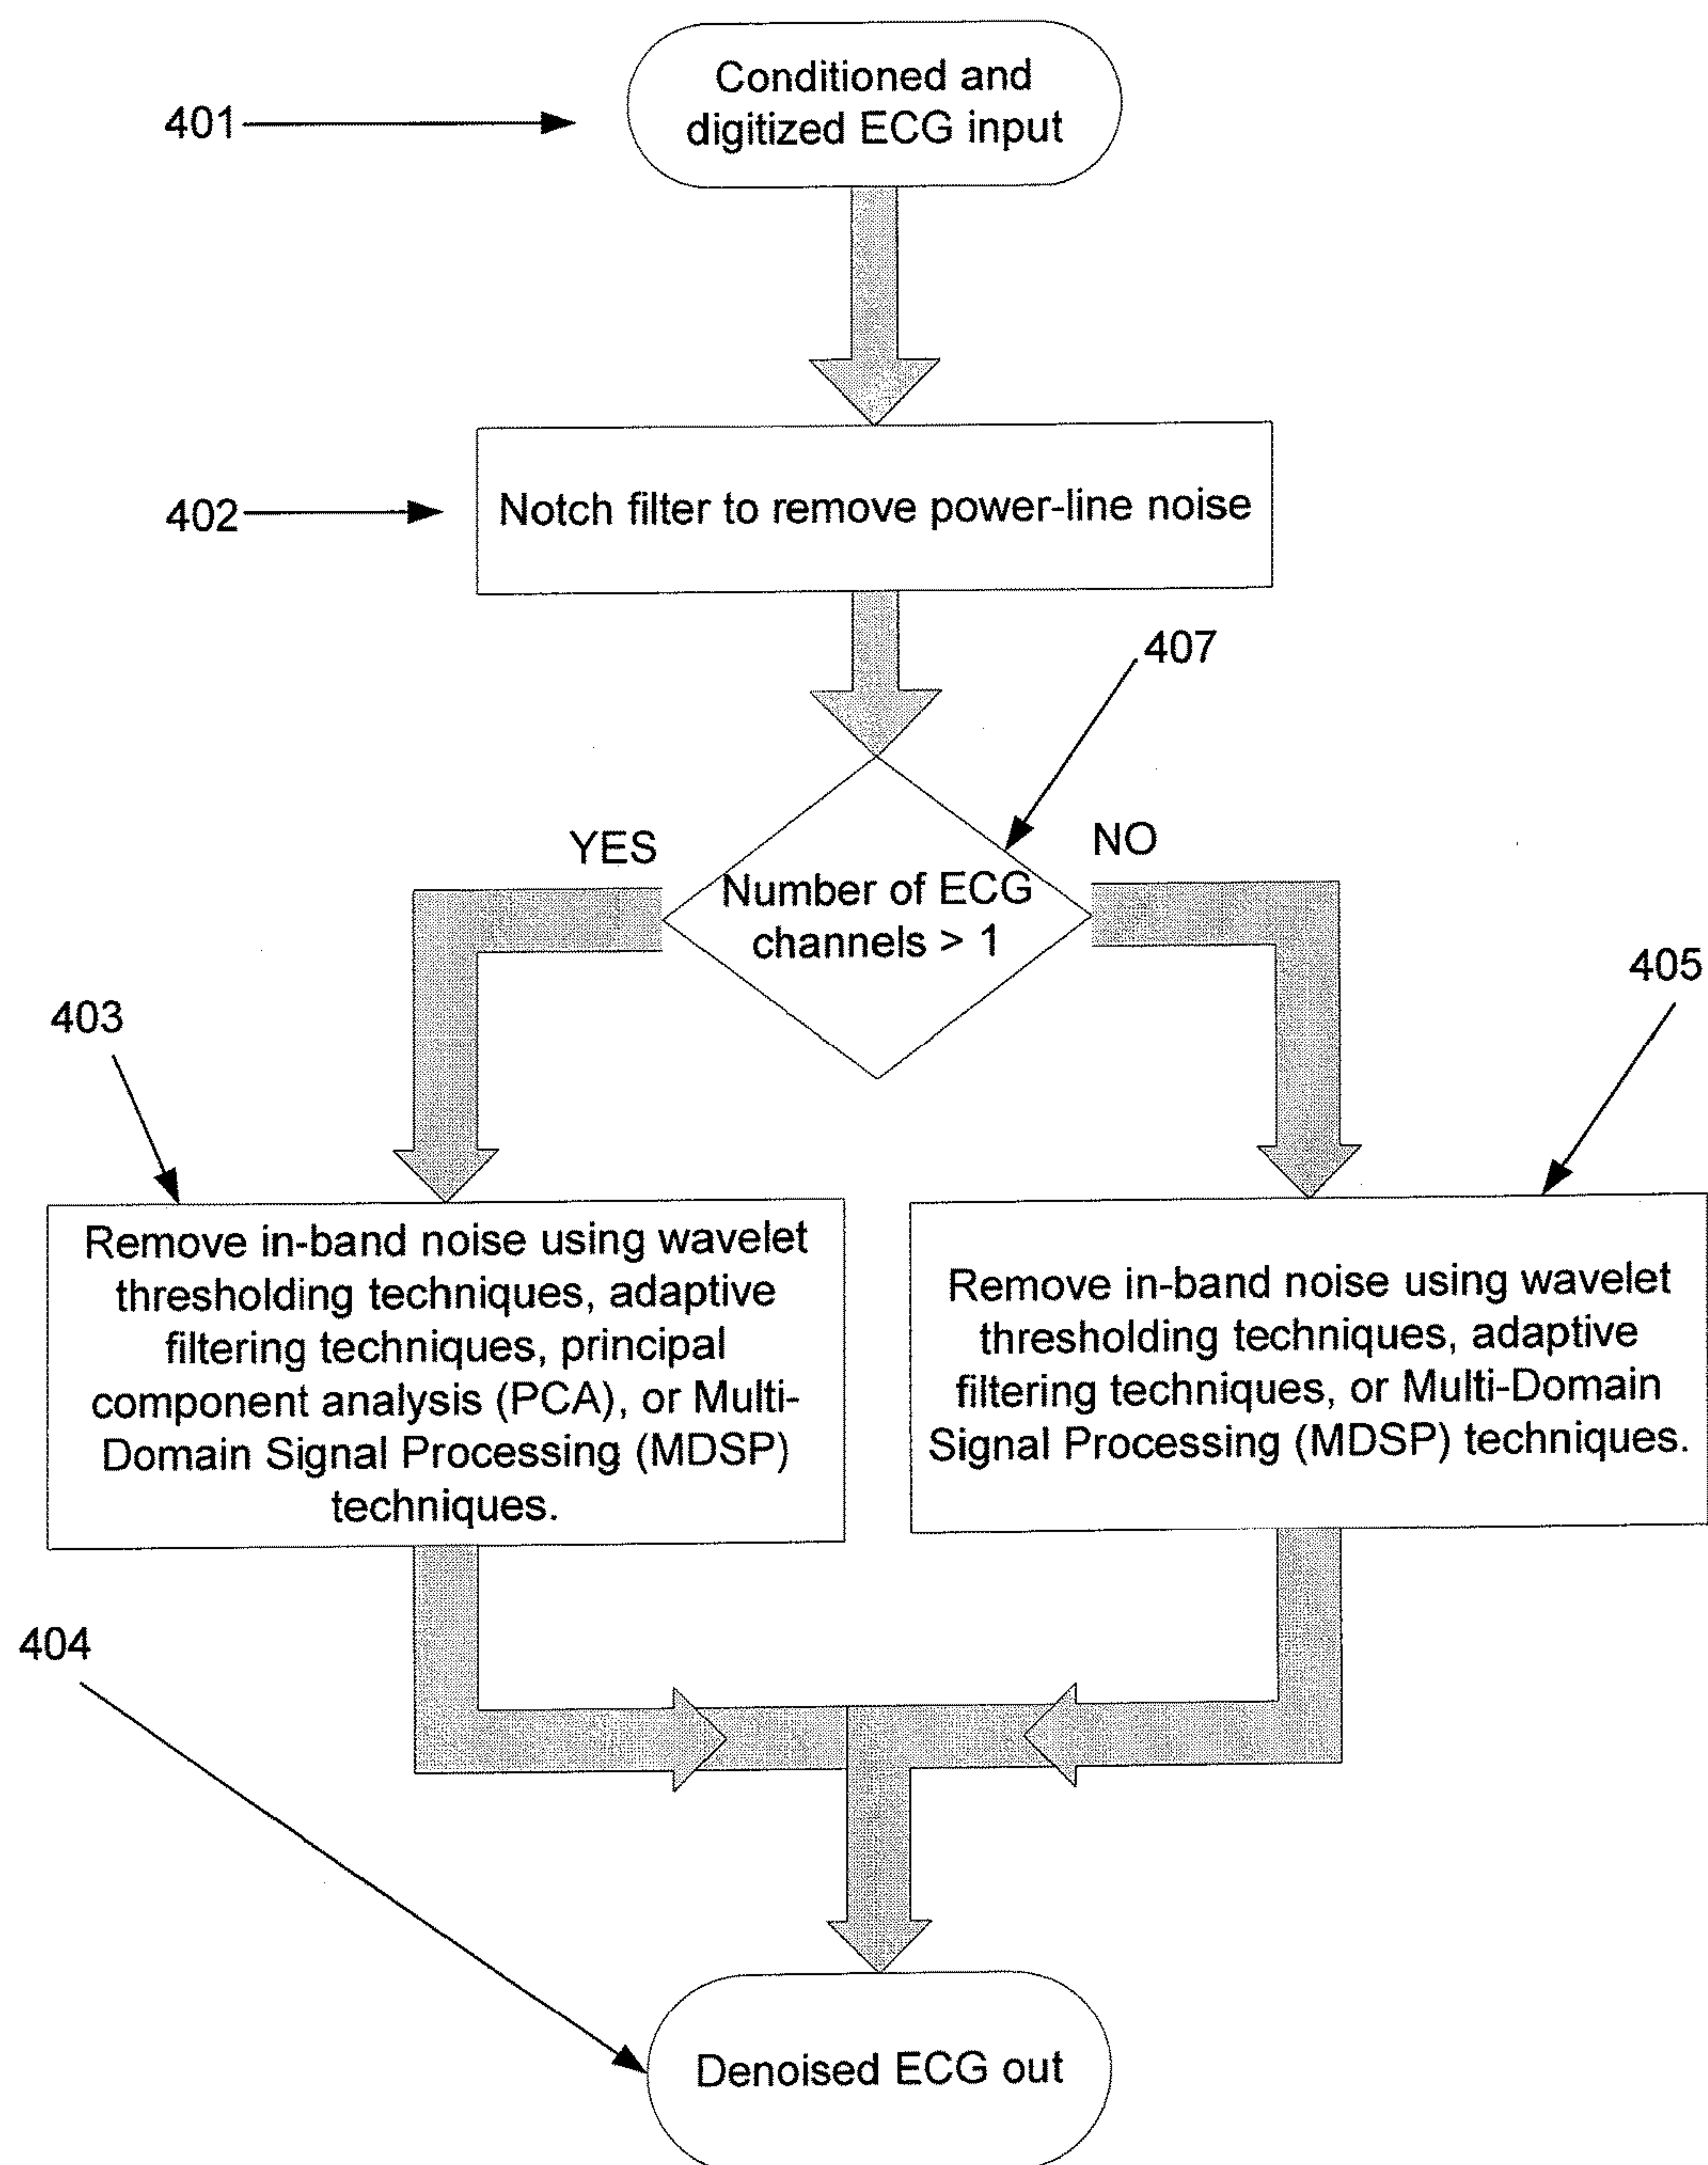 Conditioned and
digitized ECG input
401
Notch filter to remove power-line noise
402
407
YES
NO
Number of ECG
channels > 1
405
403
Remove in-band noise using wavelet
thresholding techniques, adaptive
filtering techniques, principal
component analysis (PCA), or Multi-
Domain Signal Processing (MDSP)
techniques.
Remove in-band noise using wavelet
thresholding techniques, adaptive
filtering techniques, or Multi-Domain
Signal Processing (MDSP) techniques.
404
Denoised ECG out